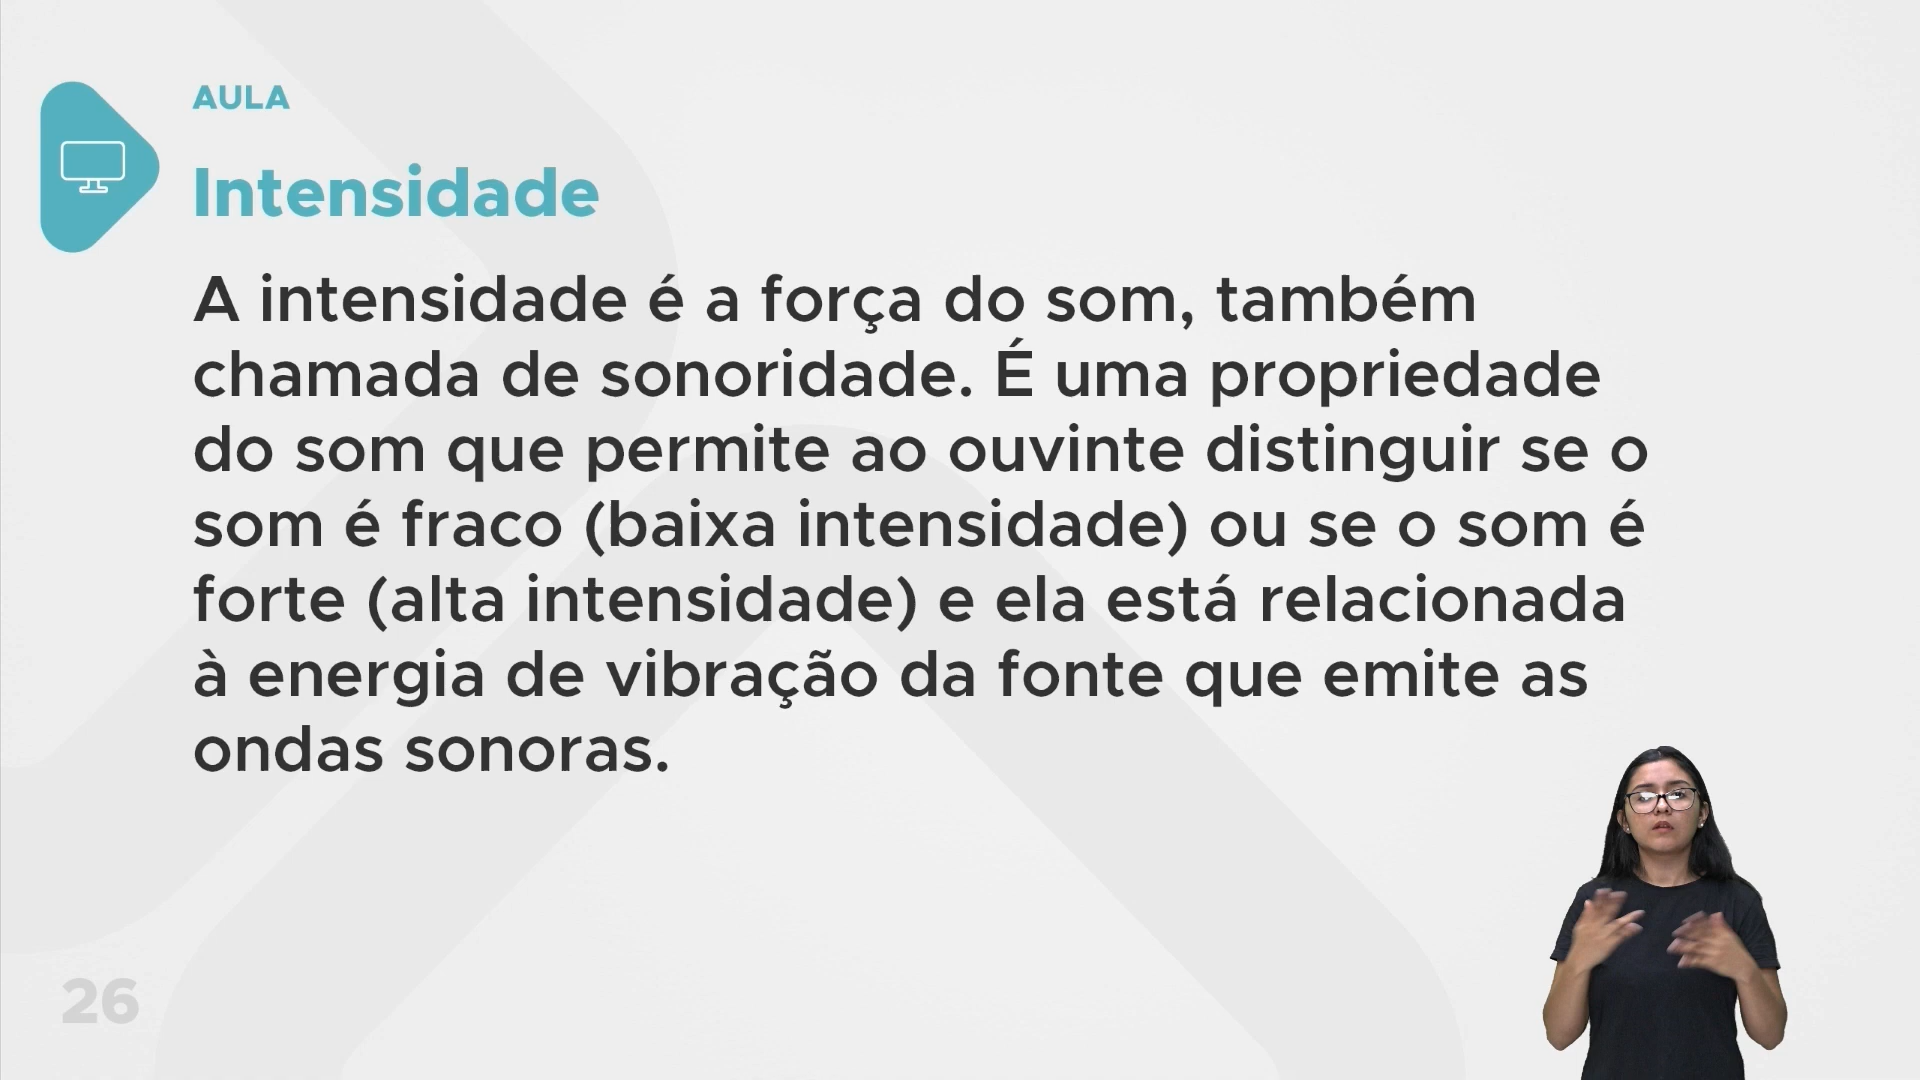 AULA
Intensidade
A intensidade é a força do som, também
chamada de sonoridade. É uma propriedade
do som que permite ao ouvinte distinguir se o
som é fraco (baixa intensidade) ou se o som é
forte (alta intensidade) e ela está relacionada
à energia de vibração da fonte que emite as
ondas sonoras.
26